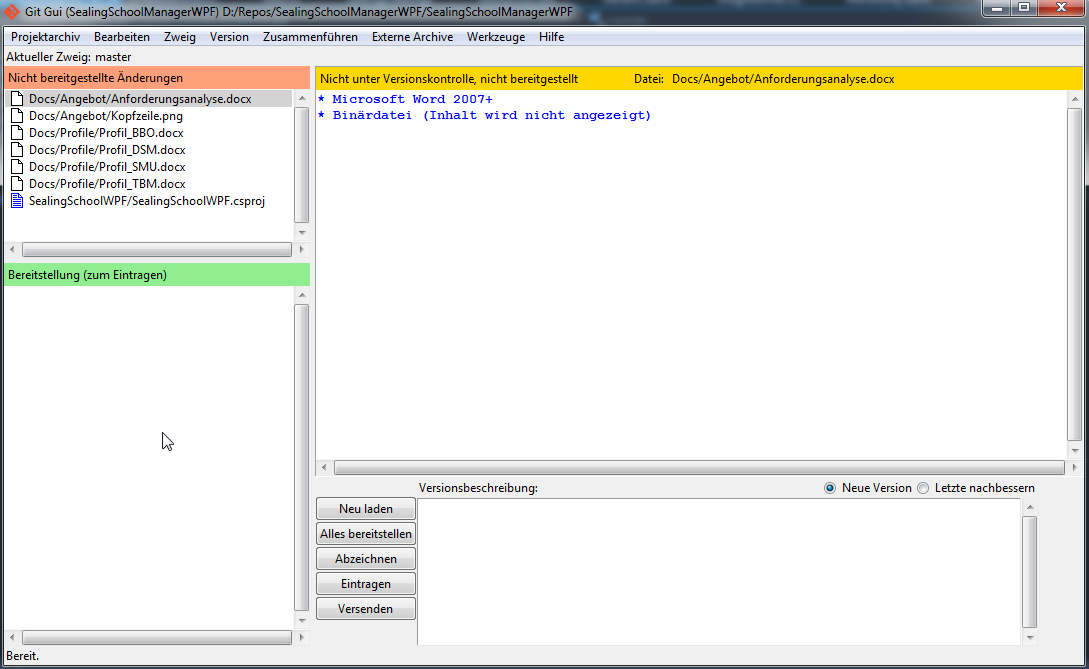 Git Gui (SealingSchoolManagerWPF) D:/Repos/SealingSchoolManagerWPF/SealingSchoolManagerWPF
Projektarchiv Bearbeiten Zweig Version Zusammenführen Externe Archive Werkzeuge Hilfe
Aktueller Zweig: master
Nicht bereitgestellte Änderungen
Docs/Angebot/Anforderungsanalyse.docx
Docs/Angebot/Kopfzeile.png
Docs/Profile/Profil_BBO.docx
Docs/Profile/Profil_DSM.docx
Docs/Profile/Profil_SMU.docx
Docs/Profile/Profil_TBM.docx
SealingSchoolWPF/SealingSchoolWPF.csproj
Bereitstellung (zum Eintragen)
Nicht unter Versionskontrolle, nicht bereitgestellt Datei: Docs/Angebot/Anforderungsanalyse.docx
* Microsoft Word 2007+
* Binärdatei (Inhalt wird nicht angezeigt)
Versionsbeschreibung: Neue Version Letzte nachbessern
Neu laden
Alles bereitstellen
Abzeichnen
Eintragen
Versenden
Bereit.